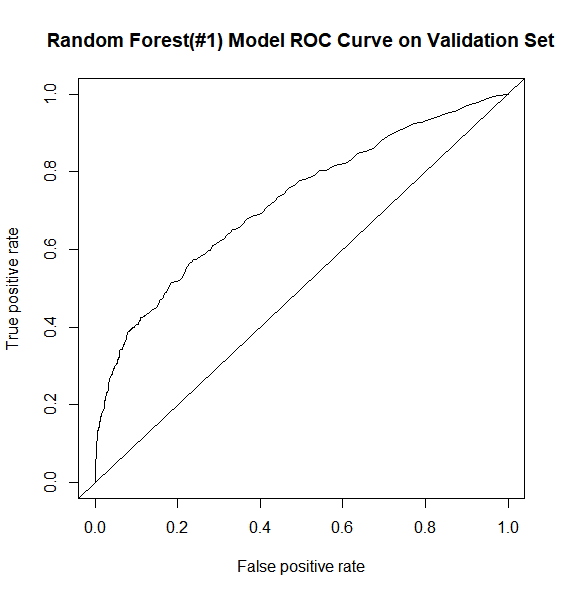 Random Forest(#1) Model ROC Curve on Validation Set
True positive rate
1.0
0.8
0.6
0.4
0.2
0.0
0.0 0.2 0.4 0.6 0.8 1.0
False positive rate